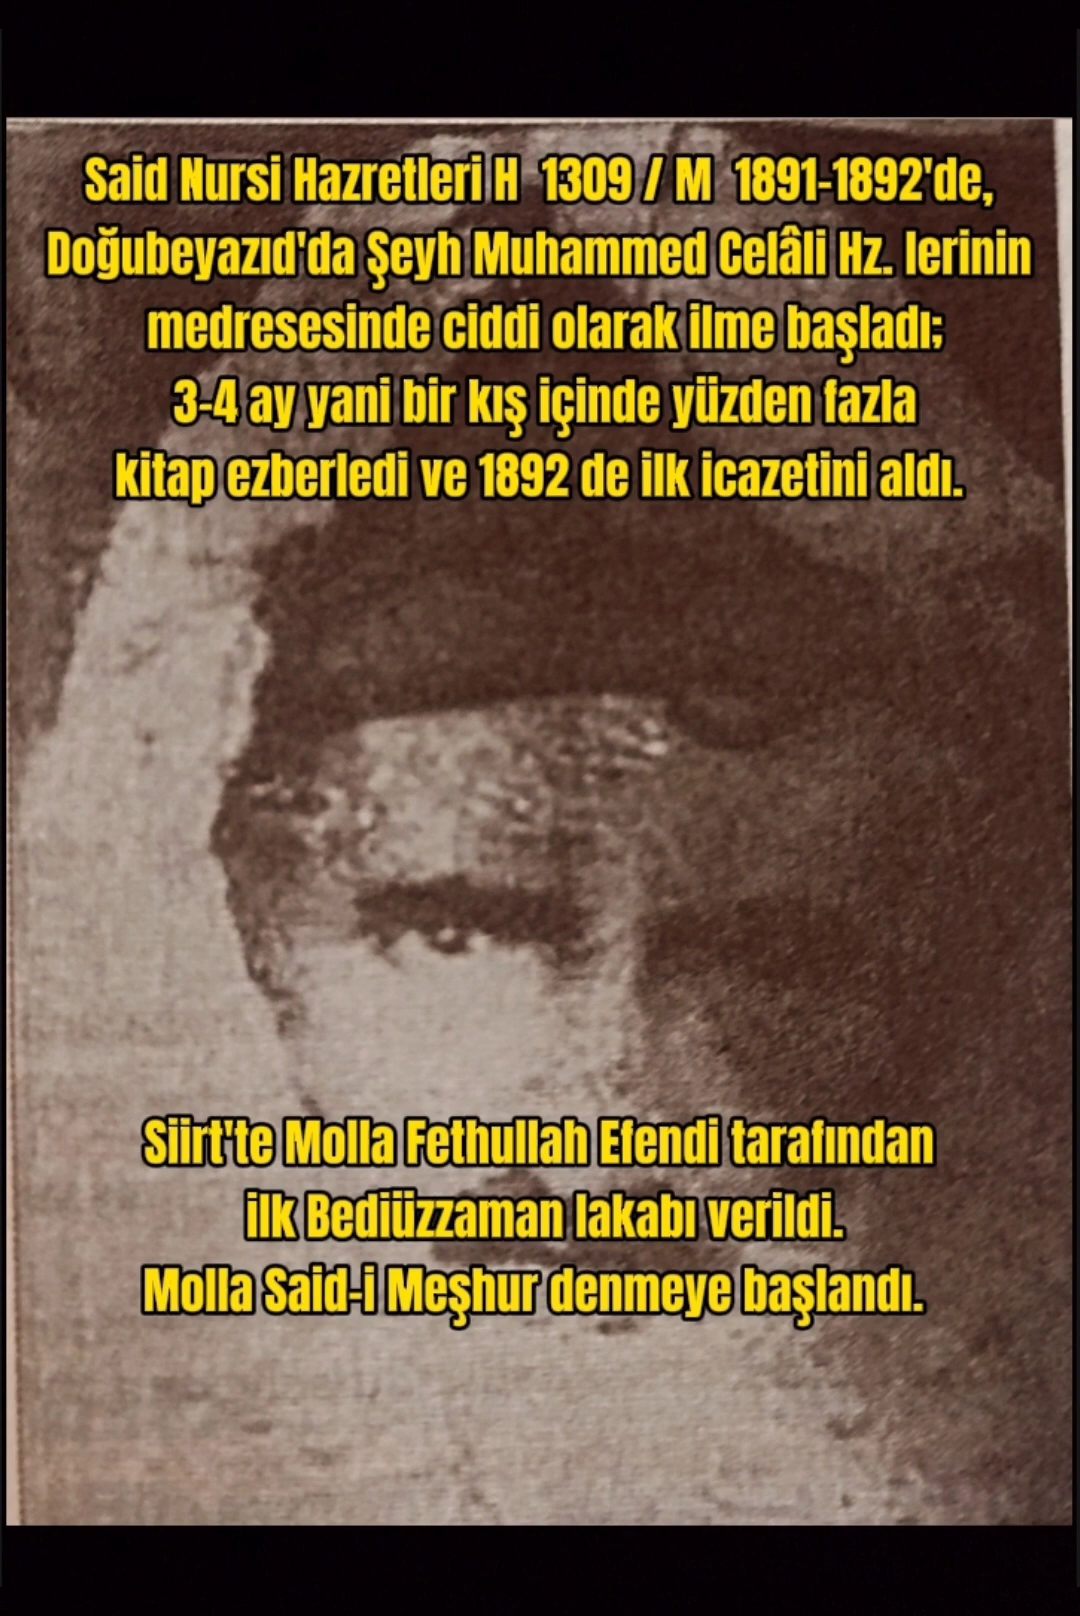 Said Nursi Hazretleri H 1309 / M 1891-1892'de,
Doğubeyazıd'da Şeyh Muhammed Celâli Hz. lerinin
medresesinde ciddi olarak ilme başladı;
3-4 ay yani bir kış içinde yüzden fazla
kitap ezberledi ve 1892 de ilk icazetini aldı.
Siirt'te Molla Fethullah Efendi tarafından
ilk Bediüzzaman lakabı verildi.
Molla Said-i Meşhur denmeye başlandı.